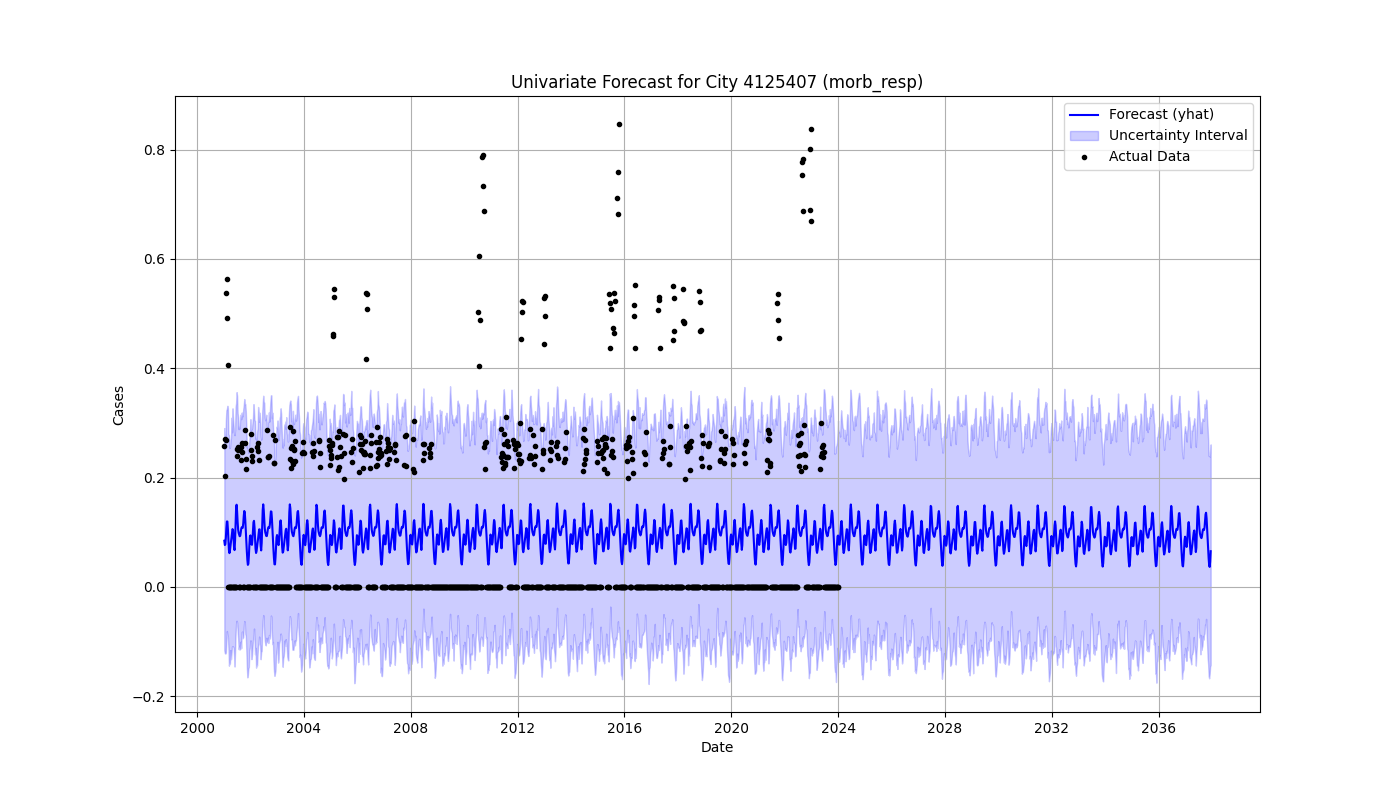 Univariate Forecast for City 4125407 (morb_resp)
Forecast (yhat)
Uncertainty Interval
Actual Data
Cases
0.8
0.6
0.4
0.2
0.0
−0.2
2000 2004 2008 2012 2016 2020 2024 2028 2032 2036
Date